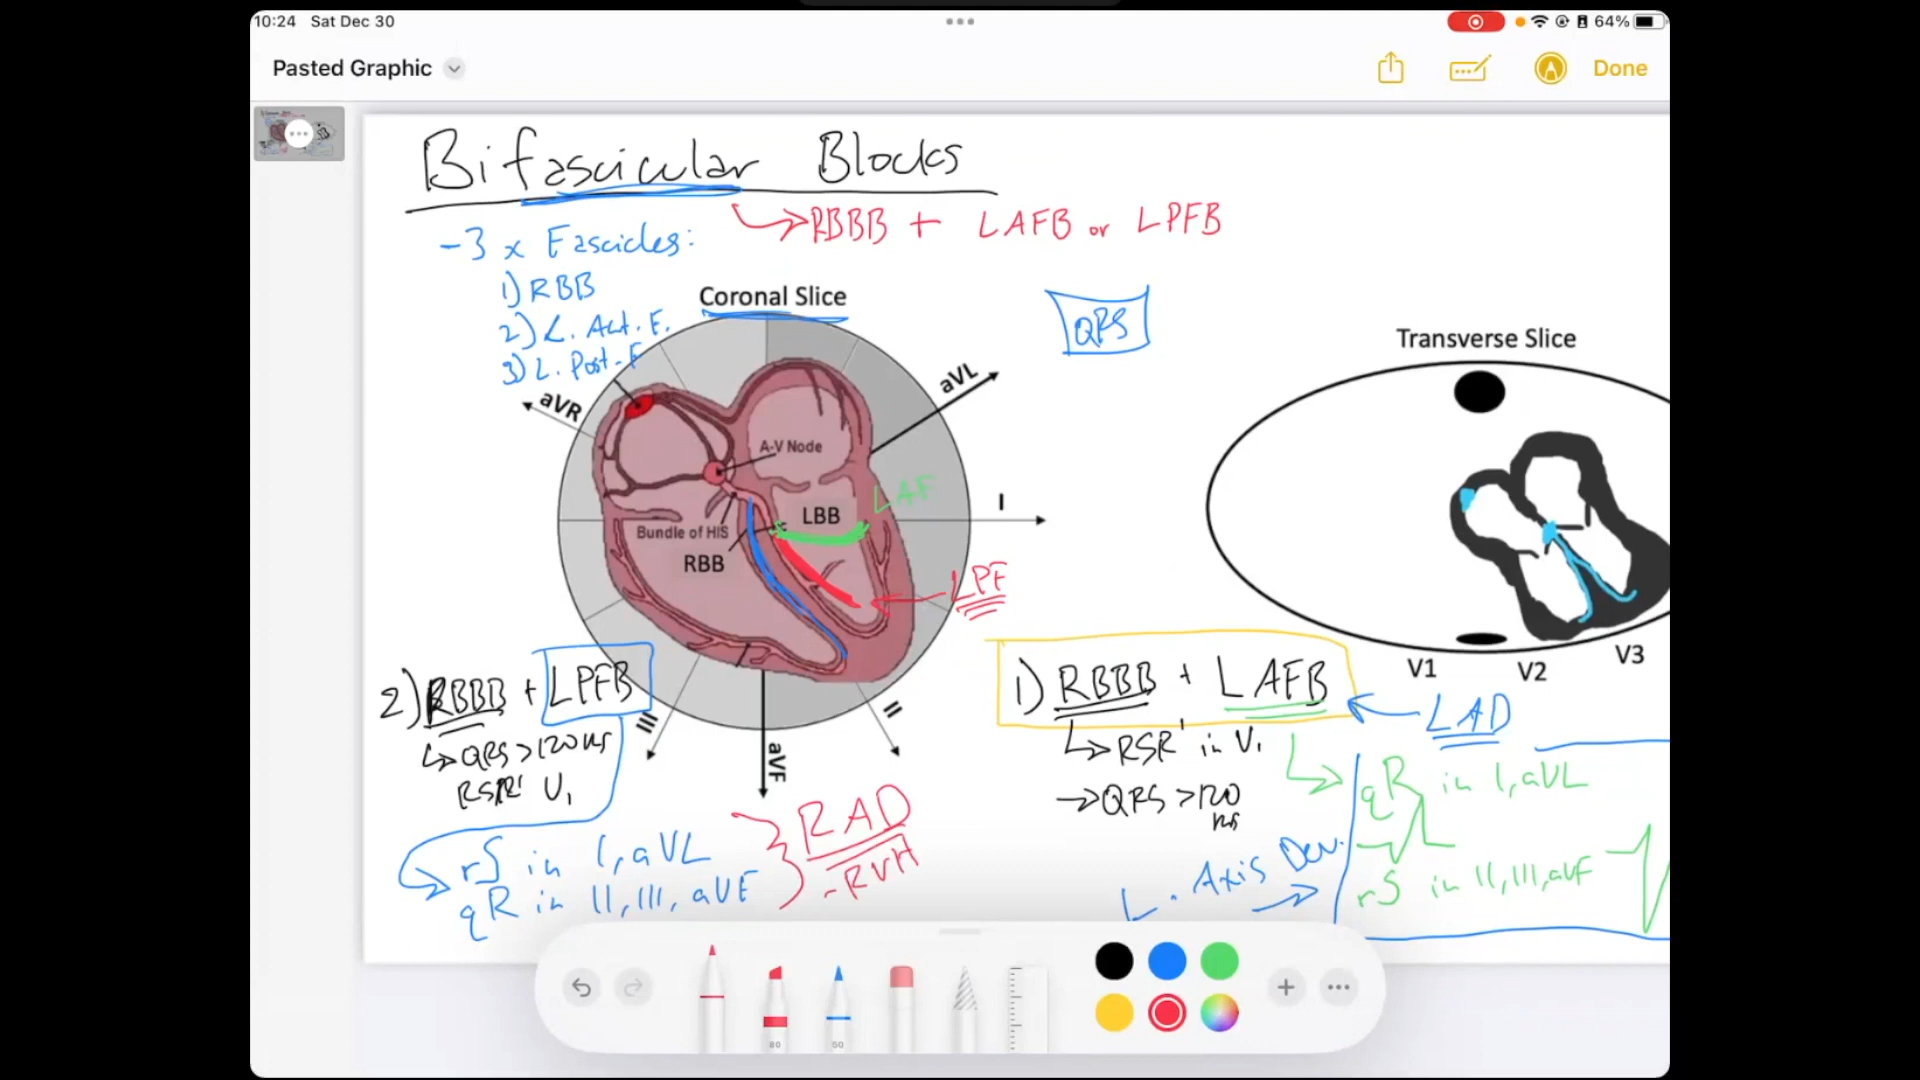 10:24 Sat Dec 30
64%
Pasted Graphic
Done
Bifascicular Blocks
→RBBB + LAFB or LPFB
-3 x Fascicles:
1) RBB
2) L. Ant. F.
3) L. Post. F
Coronal Slice
QRS
Transverse Slice
aVR
aVL
A-V Node
LAF
I
LBB
Bundle of HIS
RBB
LPF
V1
V2
V3
2) RBBB + LPFB
↳QRS >120ms
RSR' V1
III
aVF
II
1) RBBB + LAFB
← LAD
↳RSR' in V1
→QRS >120
ms
qR in I, aVL
rS in II, III, aVF
L. Axis Dev.
rS in I, aVL
qR in II, III, aVF
RAD
-RVH
80
50